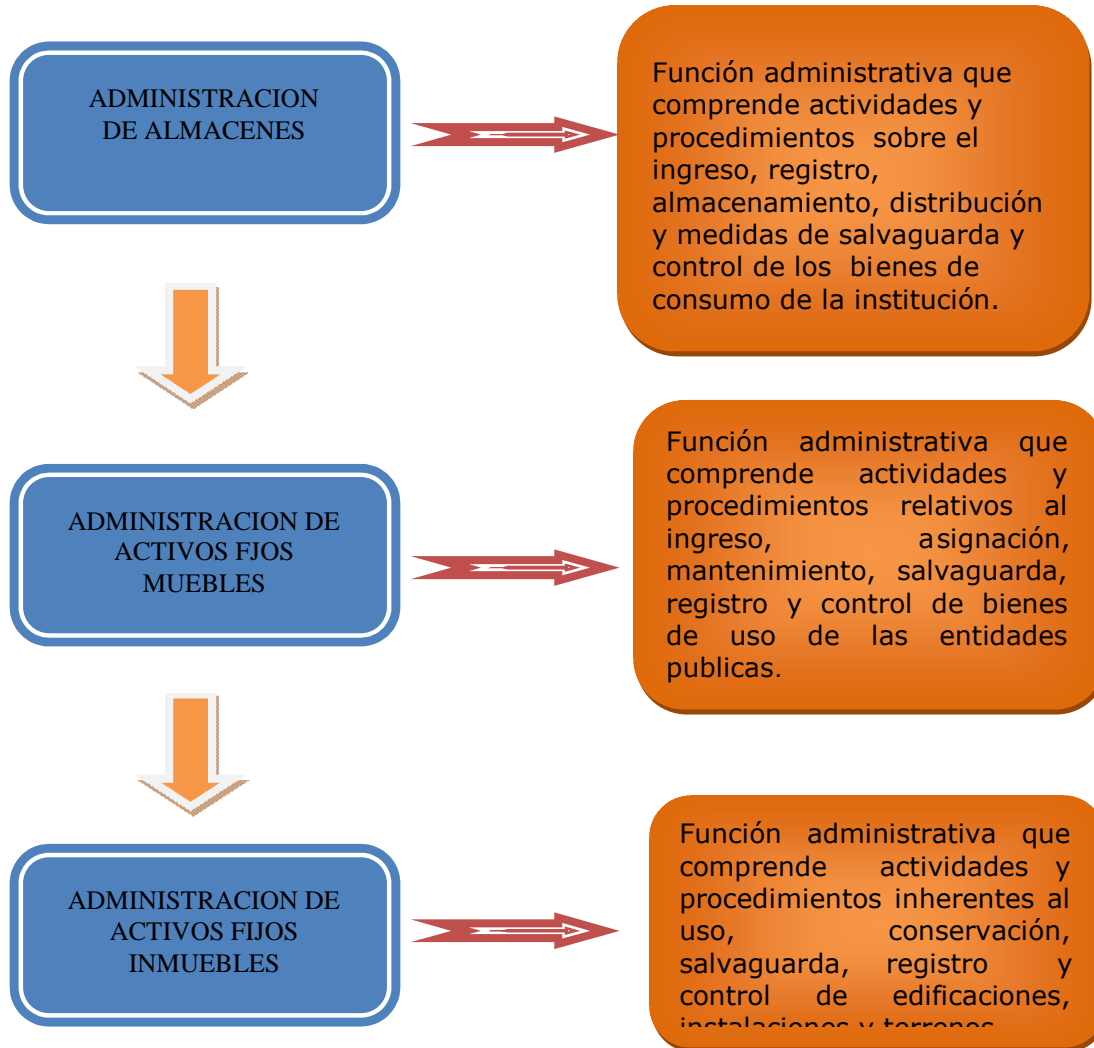 ADMINISTRACION
DE ALMACENES
Función administrativa que
comprende actividades y
procedimientos sobre el
ingreso, registro,
almacenamiento, distribución
y medidas de salvaguarda y
control de los bienes de
consumo de la institución.
ADMINISTRACION DE
ACTIVOS FJOS
MUEBLES
Función administrativa que
comprende actividades y
procedimientos relativos al
ingreso, asignación,
mantenimiento, salvaguarda,
registro y control de bienes
de uso de las entidades
publicas.
ADMINISTRACION DE
ACTIVOS FIJOS
INMUEBLES
Función administrativa que
comprende actividades y
procedimientos inherentes al
uso, conservación,
salvaguarda, registro y
control de edificaciones,
instalaciones y terrenos